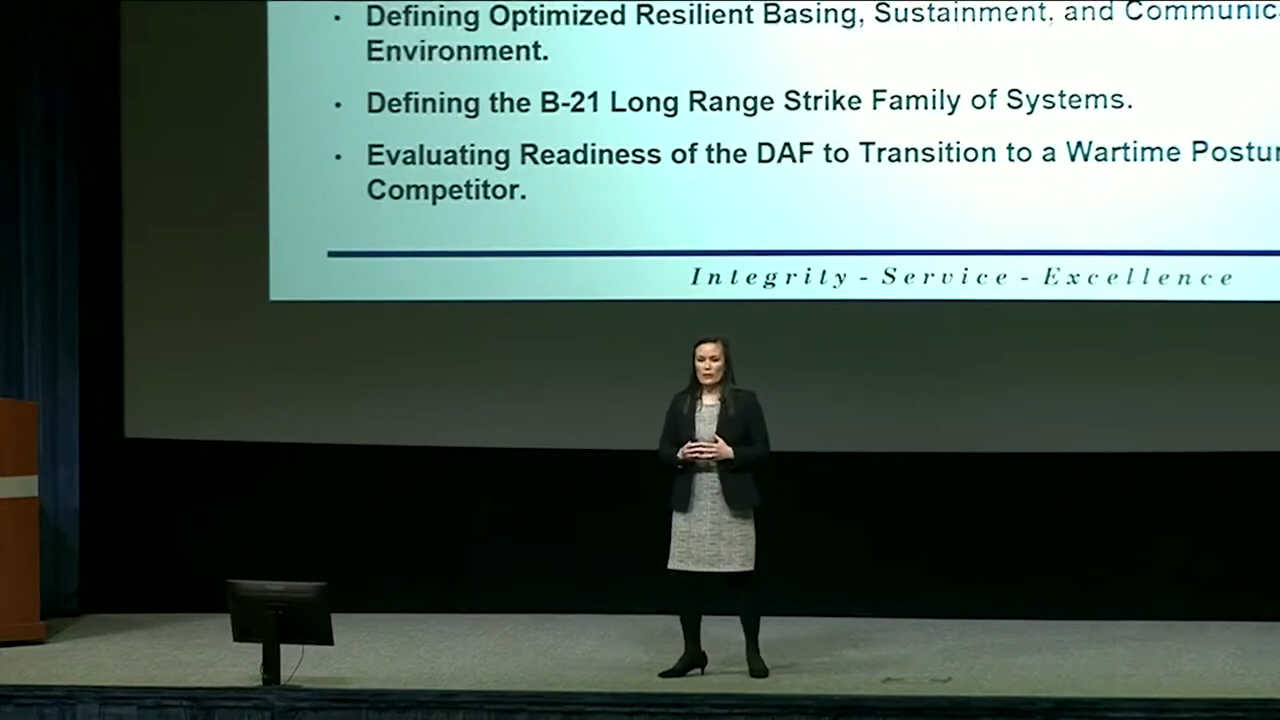 • Defining Optimized Resilient Basing, Sustainment, and Communic
Environment.
• Defining the B-21 Long Range Strike Family of Systems.
• Evaluating Readiness of the DAF to Transition to a Wartime Postur
Competitor.
Integrity - Service - Excellence